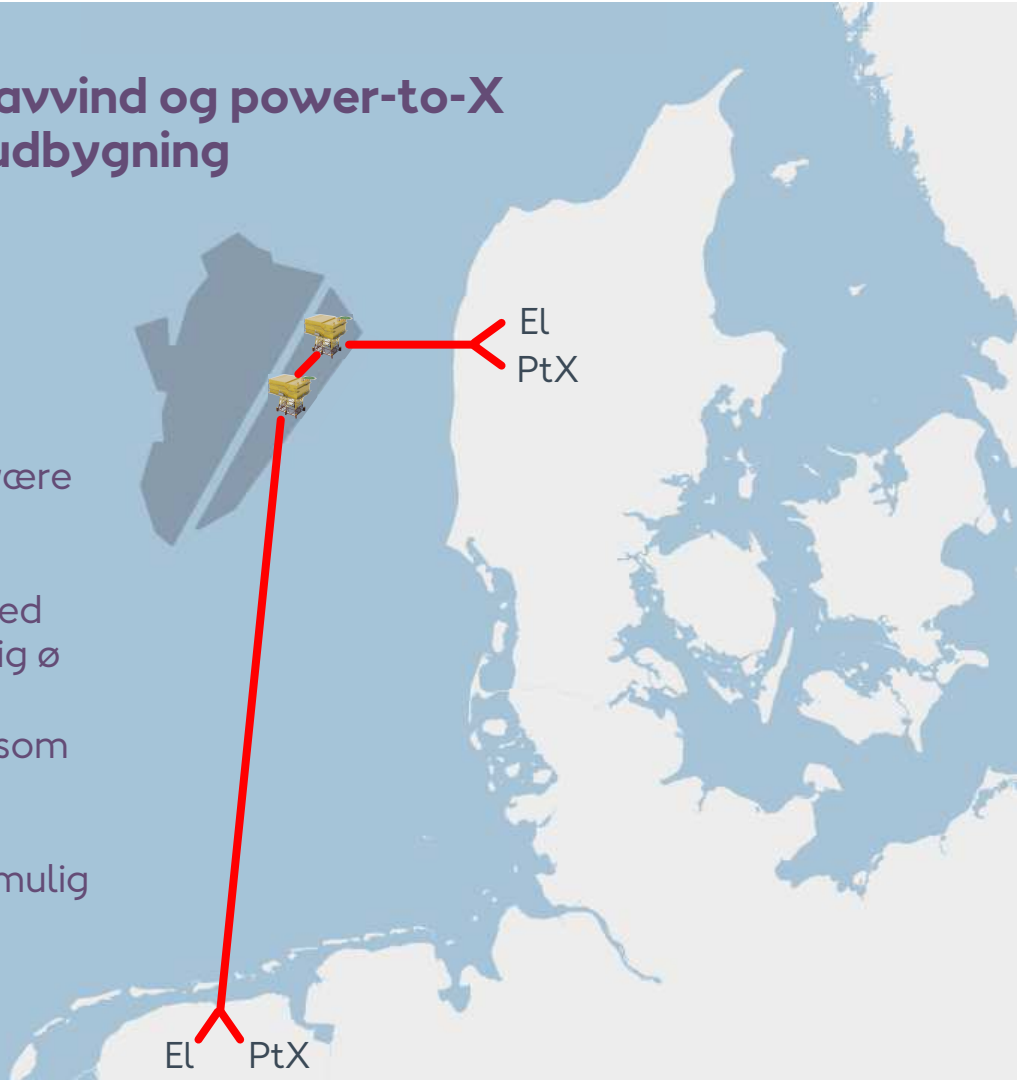 avvind og power-to-X
udbygning
El
PtX
ære
ed
ig ø
som
mulig
El PtX